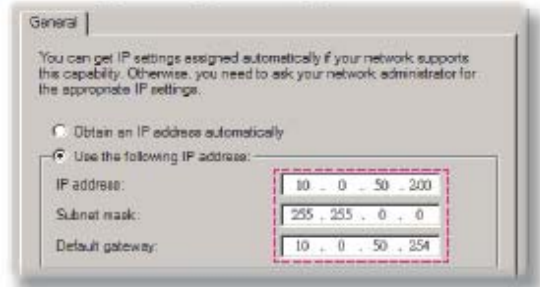 General
You can get IP settings assigned automatically if your network supports
this capability. Otherwise, you need to ask your network administrator for
the appropriate IP settings.
Obtain an IP address automatically
Use the following IP address:
IP address: 10 . 0 . 50 . 200
Subnet mask: 255 . 255 . 0 . 0
Default gateway: 10 . 0 . 50 . 254